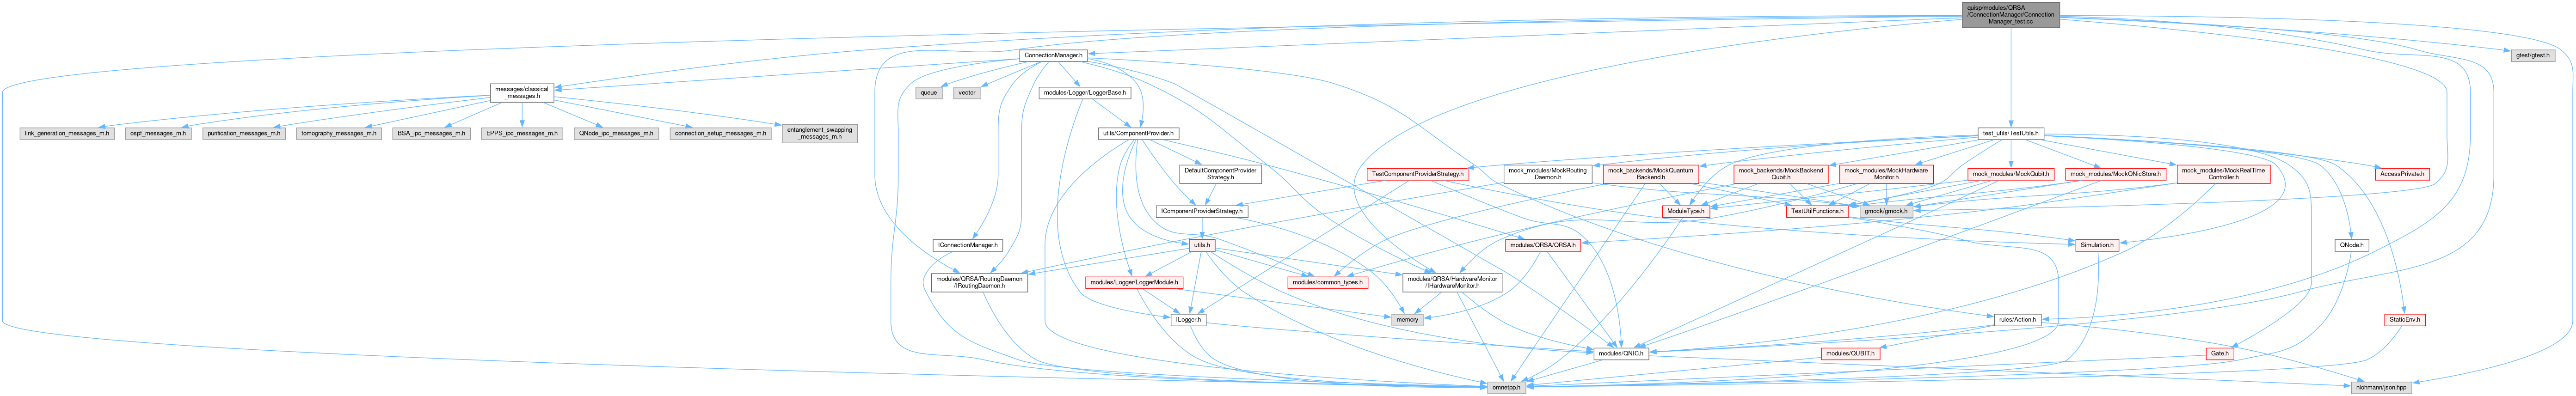 quisp/modules/QRSA
/ConnectionManager/Connection
Manager_test.cc
ConnectionManager.h
gtest/gtest.h
messages/classical
_messages.h
queue
vector
modules/Logger/LoggerBase.h
link_generation_messages_m.h
ospf_messages_m.h
purification_messages_m.h
tomography_messages_m.h
BSA_ipc_messages_m.h
EPPS_ipc_messages_m.h
QNode_ipc_messages_m.h
connection_setup_messages_m.h
entanglement_swapping
_messages_m.h
utils/ComponentProvider.h
test_utils/TestUtils.h
DefaultComponentProvider
Strategy.h
TestComponentProviderStrategy.h
mock_modules/MockRouting
Daemon.h
mock_backends/MockQuantum
Backend.h
mock_backends/MockBackend
Qubit.h
mock_modules/MockHardware
Monitor.h
mock_modules/MockQubit.h
mock_modules/MockQNicStore.h
mock_modules/MockRealTime
Controller.h
AccessPrivate.h
IComponentProviderStrategy.h
ModuleType.h
TestUtilFunctions.h
gmock/gmock.h
IConnectionManager.h
utils.h
modules/QRSA/QRSA.h
Simulation.h
QNode.h
modules/QRSA/RoutingDaemon
/IRoutingDaemon.h
modules/Logger/LoggerModule.h
modules/common_types.h
modules/QRSA/HardwareMonitor
/IHardwareMonitor.h
ILogger.h
memory
rules/Action.h
StaticEnv.h
modules/QNIC.h
modules/QUBIT.h
Gate.h
omnetpp.h
nlohmann/json.hpp